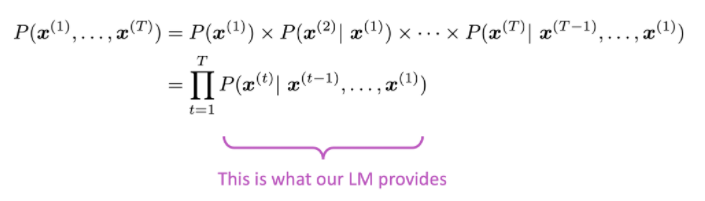 P(𝒙⁽¹⁾, . . . , 𝒙⁽ᵀ⁾) = P(𝒙⁽¹⁾) × P(𝒙⁽²⁾| 𝒙⁽¹⁾) × · · · × P(𝒙⁽ᵀ⁾| 𝒙⁽ᵀ⁻¹⁾, . . . , 𝒙⁽¹⁾)
= ∏_{t=1}^{T} P(𝒙⁽ᵗ⁾| 𝒙⁽ᵗ⁻¹⁾, . . . , 𝒙⁽¹⁾)
This is what our LM provides